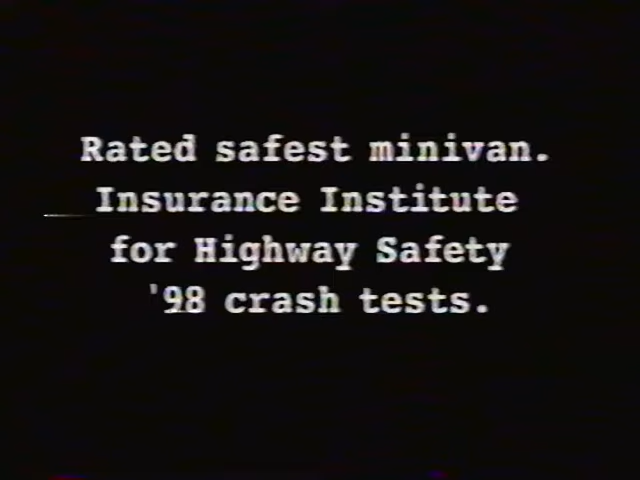 Rated safest minivan.
Insurance Institute
for Highway Safety
'98 crash tests.